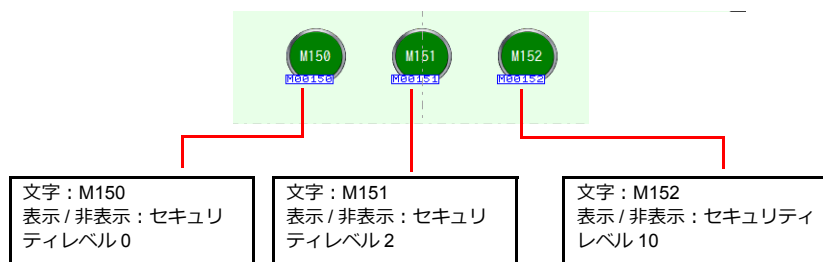 M150 M151 M152
M00150 M00151 M00152
文字：M150
表示 / 非表示：セキュリ
ティレベル 0
文字：M151
表示 / 非表示：セキュリ
ティレベル 2
文字：M152
表示 / 非表示：セキュリティ
レベル 10